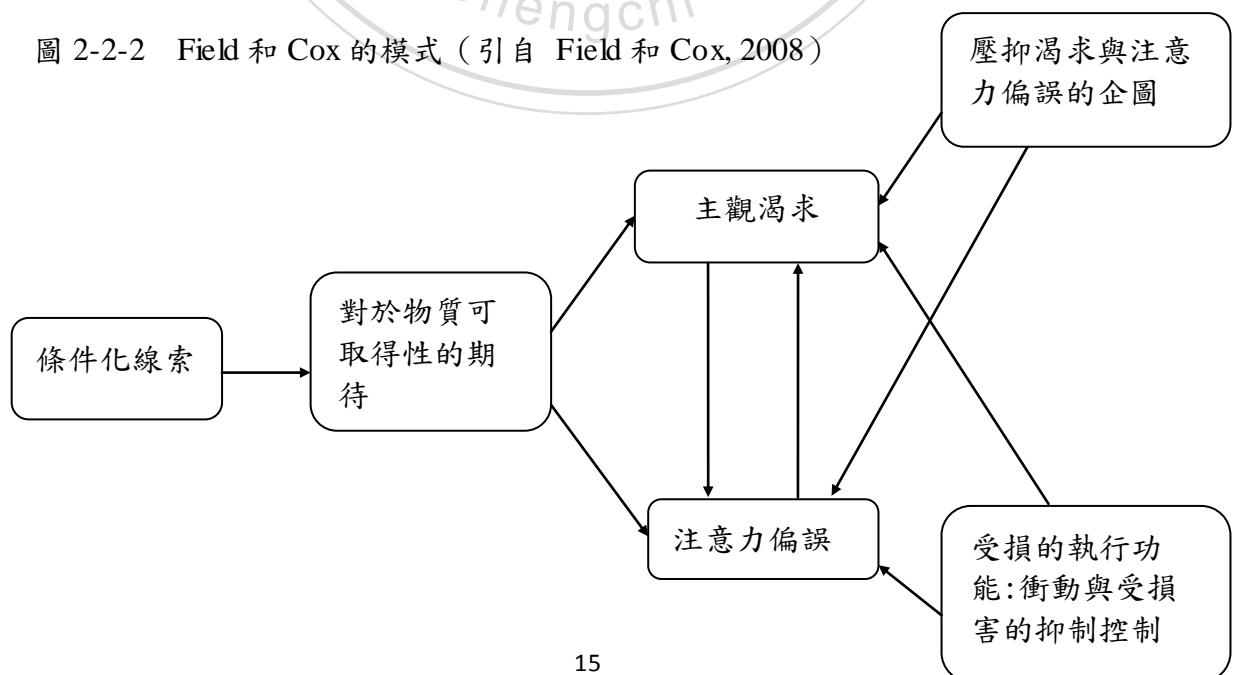 hengchi
圖 2-2-2 Field 和 Cox 的模式（引自 Field 和 Cox, 2008）
壓抑渴求與注意
力偏誤的企圖
主觀渴求
對於物質可
取得性的期
待
條件化線索
注意力偏誤
受損的執行功
能:衝動與受損
害的抑制控制
15